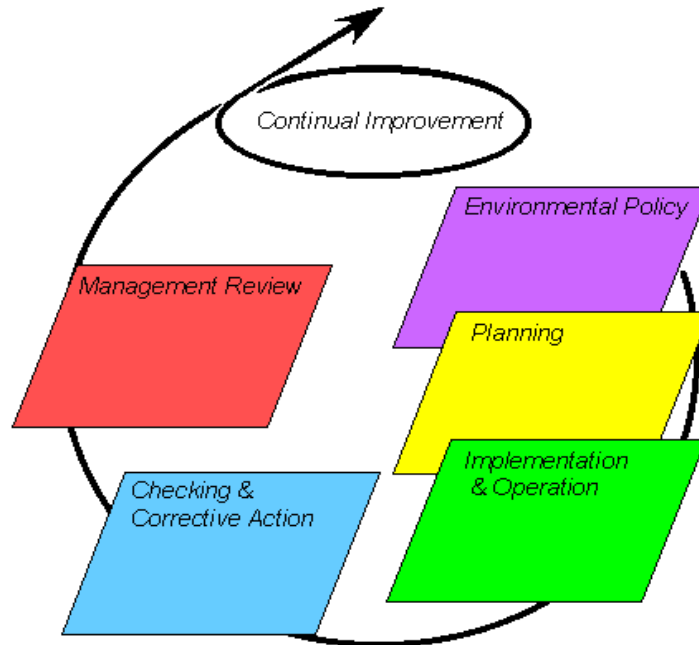 Continual Improvement
Environmental Policy
Management Review
Planning
Implementation
& Operation
Checking &
Corrective Action